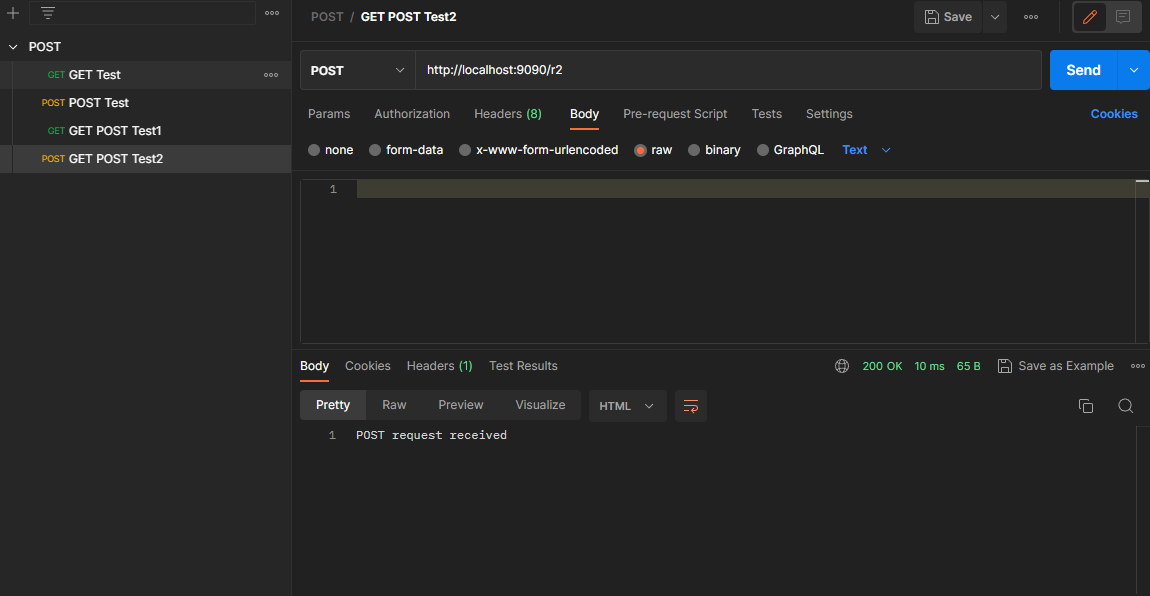 POST / GET POST Test2
Save
POST
GET GET Test
POST POST Test
GET GET POST Test1
POST GET POST Test2
POST http://localhost:9090/r2 Send
Params Authorization Headers (8) Body Pre-request Script Tests Settings Cookies
none form-data x-www-form-urlencoded raw binary GraphQL Text
1
Body Cookies Headers (1) Test Results 200 OK 10 ms 65 B Save as Example
Pretty Raw Preview Visualize HTML
1 POST request received